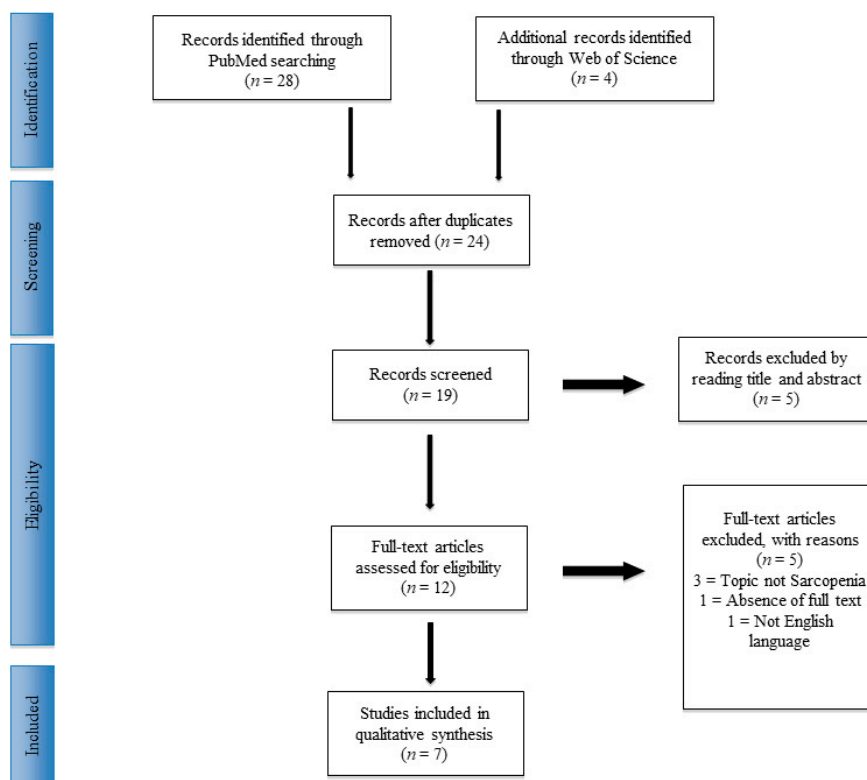 Identification
Records identified through
PubMed searching
(n = 28)
Additional records identified
through Web of Science
(n = 4)
Screening
Records after duplicates
removed (n = 24)
Eligibility
Records screened
(n = 19)
Records excluded by
reading title and abstract
(n = 5)
Full-text articles
assessed for eligibility
(n = 12)
Full-text articles
excluded, with reasons
(n = 5)
3 = Topic not Sarcopenia
1 = Absence of full text
1 = Not English
language
Included
Studies included in
qualitative synthesis
(n = 7)